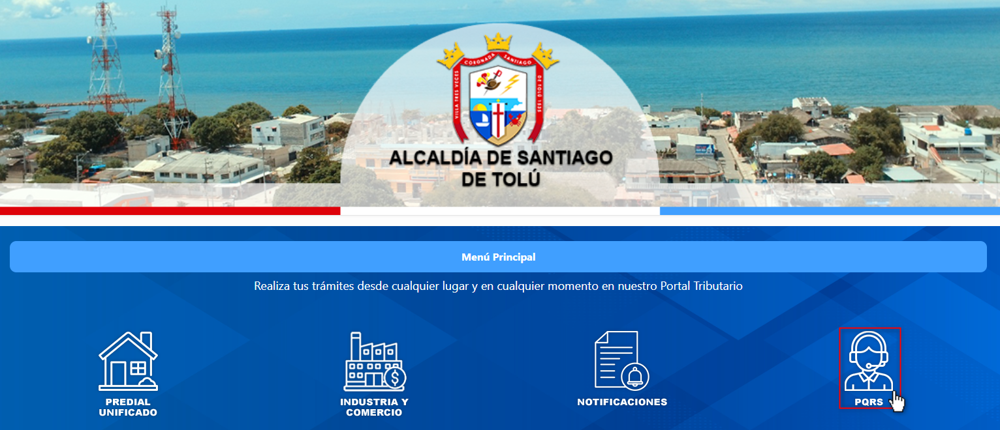 VILLA TRES VECES
CORONADA
SANTIAGO
DE TOLÚ 1535
ALCALDÍA DE SANTIAGO
DE TOLÚ
Menú Principal
Realiza tus trámites desde cualquier lugar y en cualquier momento en nuestro Portal Tributario
PREDIAL
UNIFICADO
INDUSTRIA Y
COMERCIO
NOTIFICACIONES
PQRS